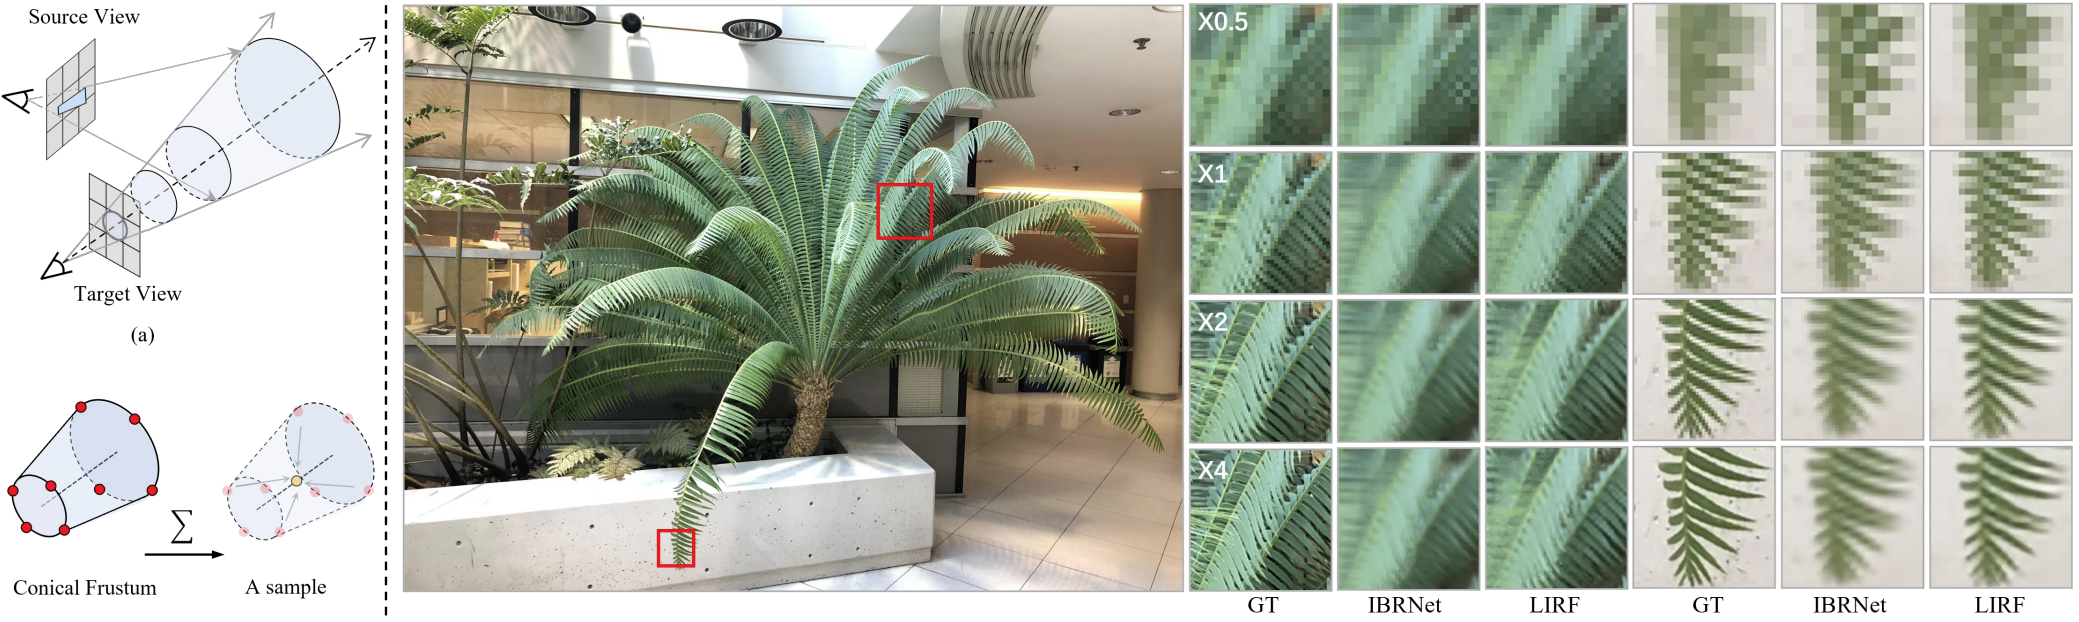 Source View
Target View
(a)
∑
Conical Frustum
A sample
X0.5
X1
X2
X4
GT
IBRNet
LIRF
GT
IBRNet
LIRF